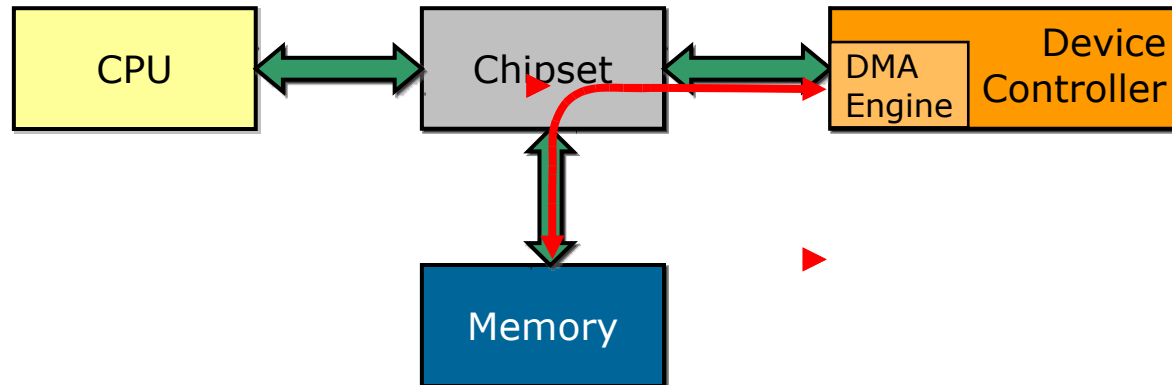 CPU
Chipset
DMA
Engine
Device
Controller
Memory